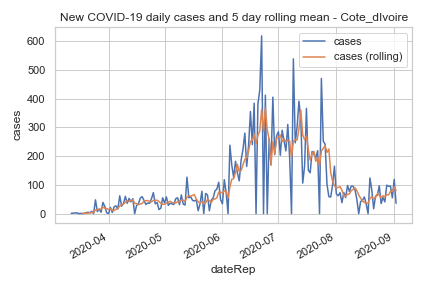 New COVID-19 daily cases and 5 day rolling mean - Cote_dIvoire
cases
cases (rolling)
600
500
400
300
200
100
0
cases
2020-04
2020-05
2020-06
2020-07
2020-08
2020-09
dateRep